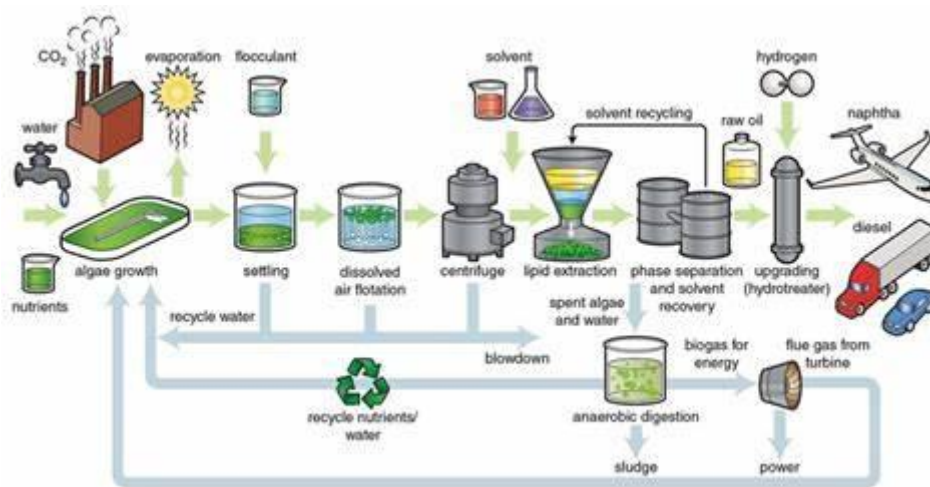 CO₂
evaporation
flocculant
solvent
hydrogen
water
solvent recycling
raw oil
naphtha
diesel
nutrients
algae growth
settling
dissolved
air flotation
centrifuge
lipid extraction
phase separation
and solvent
recovery
upgrading
(hydrotreater)
recycle water
blowdown
spent algae
and water
biogas for
energy
flue gas from
turbine
recycle nutrients/
water
anaerobic digestion
sludge
power